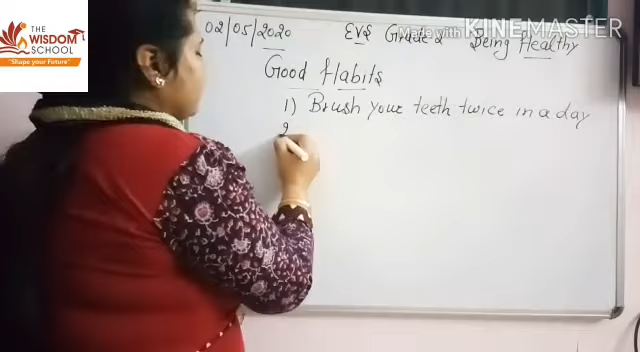 THE
WISDOM
SCHOOL
"Shape your Future"
Made with KINEMASTER
02/05/2020 EVS Grade-2 Being Healthy
Good Habits
1) Brush your teeth twice in a day
2